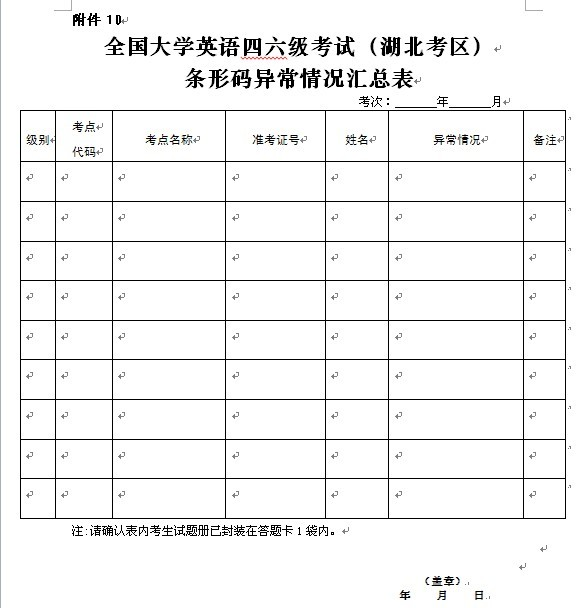 附件10
全国大学英语四六级考试（湖北考区）
条形码异常情况汇总表
考次：______年______月
级别 考点代码 考点名称 准考证号 姓名 异常情况 备注
注:请确认表内考生试题册已封装在答题卡1袋内。
（盖章）
年 月 日